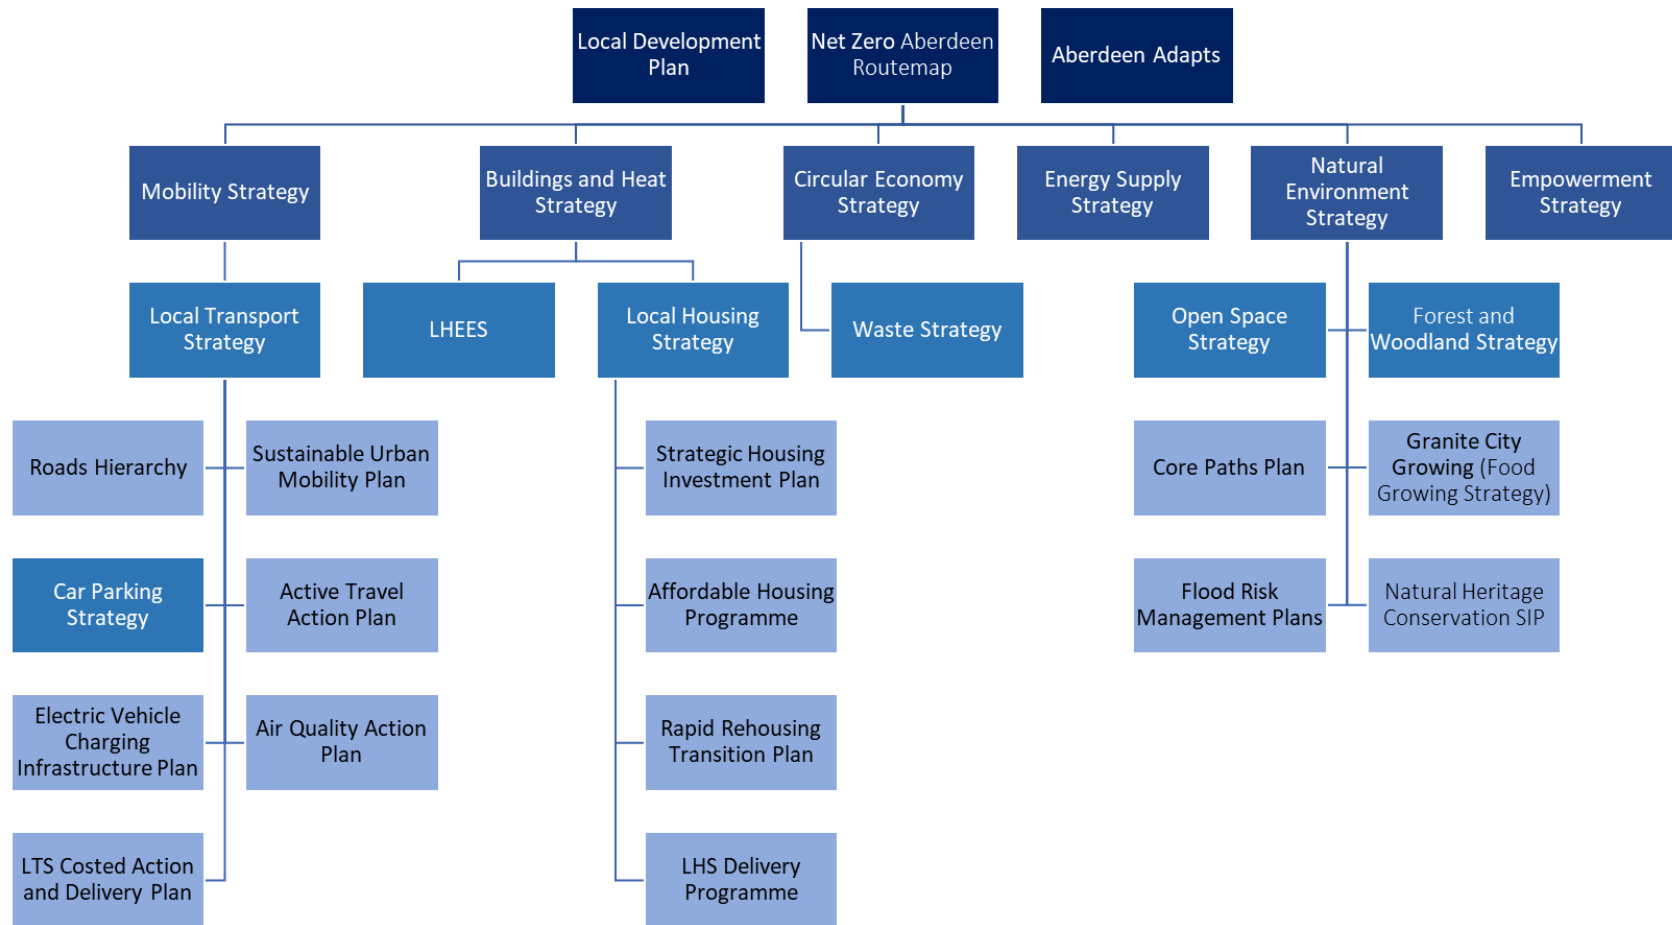 Local Development
Plan
Net Zero Aberdeen
Routemap
Aberdeen Adapts
Mobility Strategy
Buildings and Heat
Strategy
Circular Economy
Strategy
Energy Supply
Strategy
Natural
Environment
Strategy
Empowerment
Strategy
Local Transport
Strategy
LHEES
Local Housing
Strategy
Waste Strategy
Open Space
Strategy
Forest and
Woodland Strategy
Roads Hierarchy
Sustainable Urban
Mobility Plan
Strategic Housing
Investment Plan
Core Paths Plan
Granite City
Growing (Food
Growing Strategy)
Car Parking
Strategy
Active Travel
Action Plan
Affordable Housing
Programme
Flood Risk
Management Plans
Natural Heritage
Conservation SIP
Electric Vehicle
Charging
Infrastructure Plan
Air Quality Action
Plan
Rapid Rehousing
Transition Plan
LTS Costed Action
and Delivery Plan
LHS Delivery
Programme